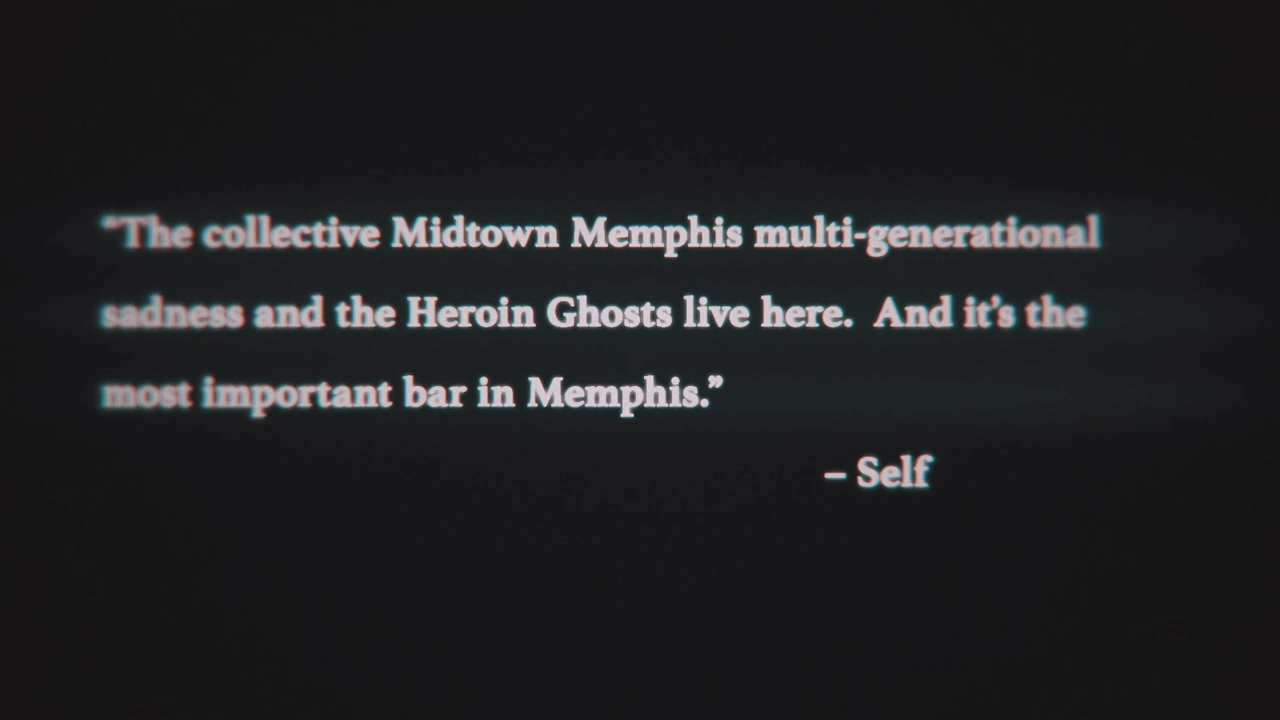 “The collective Midtown Memphis multi-generational
sadness and the Heroin Ghosts live here.  And it’s the
most important bar in Memphis.”
– Self